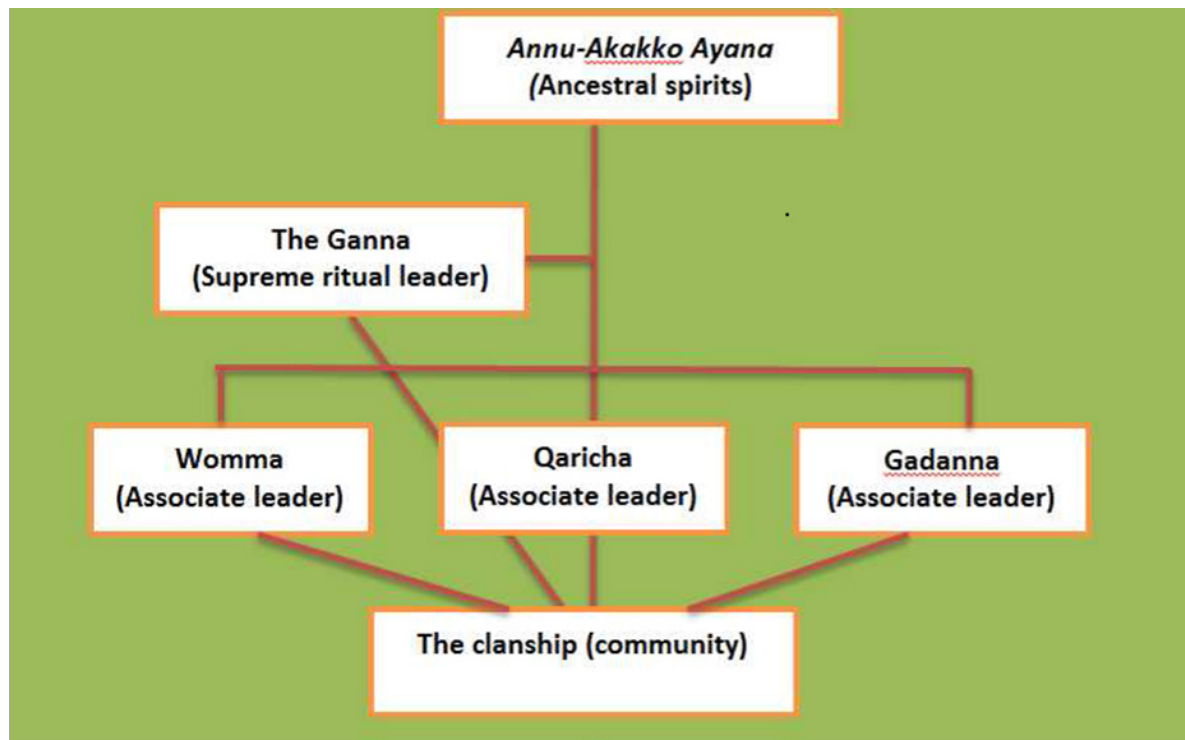 Annu-Akakko Ayana
(Ancestral spirits)
The Ganna
(Supreme ritual leader)
Womma
(Associate leader)
Qaricha
(Associate leader)
Gadanna
(Associate leader)
The clanship (community)